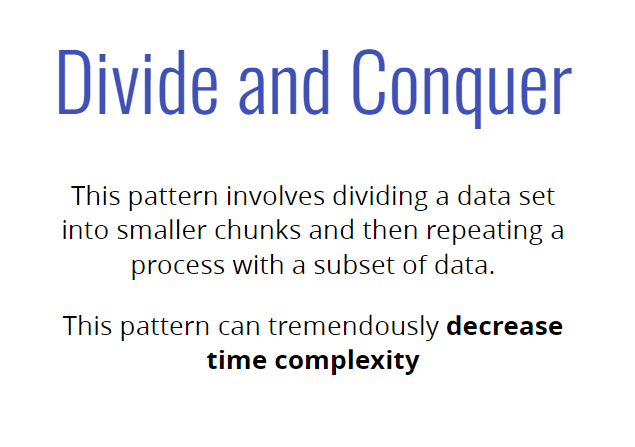 Divide and Conquer
This pattern involves dividing a data set
into smaller chunks and then repeating a
process with a subset of data.
This pattern can tremendously decrease
time complexity